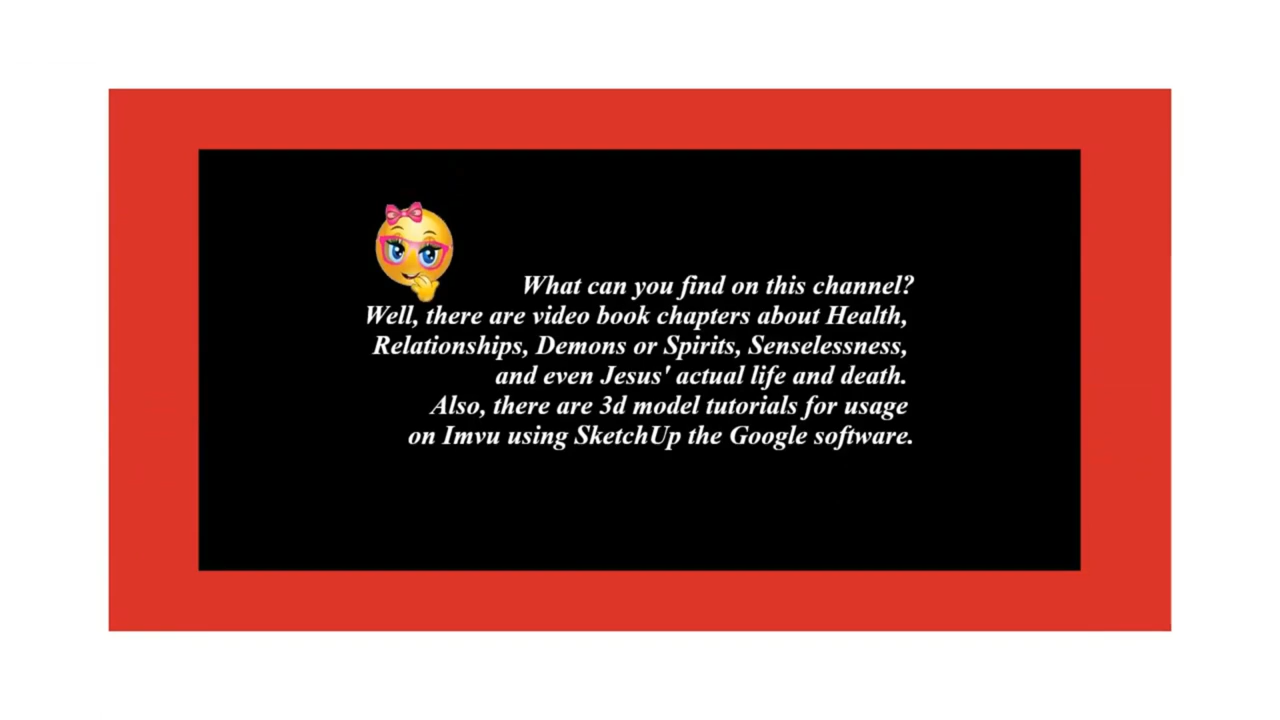 What can you find on this channel?
Well, there are video book chapters about Health,
Relationships, Demons or Spirits, Senselessness,
and even Jesus' actual life and death.
Also, there are 3d model tutorials for usage
on Imvu using SketchUp the Google software.